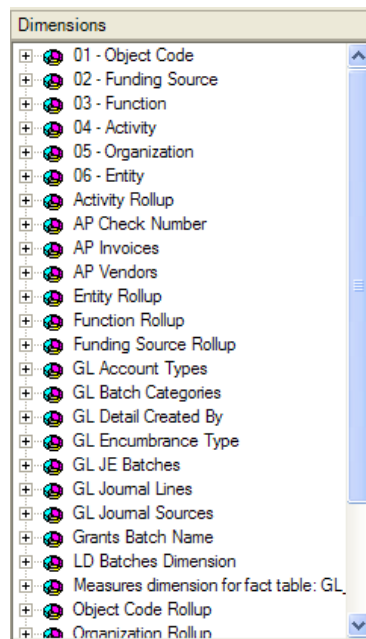 Dimensions
01 - Object Code
02 - Funding Source
03 - Function
04 - Activity
05 - Organization
06 - Entity
Activity Rollup
AP Check Number
AP Invoices
AP Vendors
Entity Rollup
Function Rollup
Funding Source Rollup
GL Account Types
GL Batch Categories
GL Detail Created By
GL Encumbrance Type
GL JE Batches
GL Journal Lines
GL Journal Sources
Grants Batch Name
LD Batches Dimension
Measures dimension for fact table: GL_
Object Code Rollup
Organization Rollup